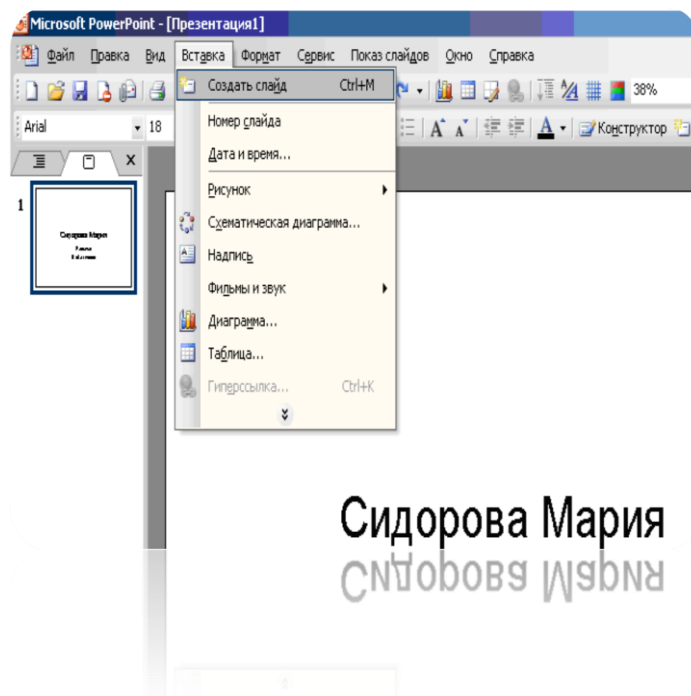 Microsoft PowerPoint - [Презентация1]
Файл Правка Вид Вставка Формат Сервис Показ слайдов Окно Справка
38%
Arial 18 Конструктор
Создать слайд Ctrl+M
Номер слайда
Дата и время...
Рисунок
Схематическая диаграмма...
Надпись
Фильмы и звук
Диаграмма...
Таблица...
Гиперссылка... Ctrl+K
1
Сидорова Мария
Сидорова Мария